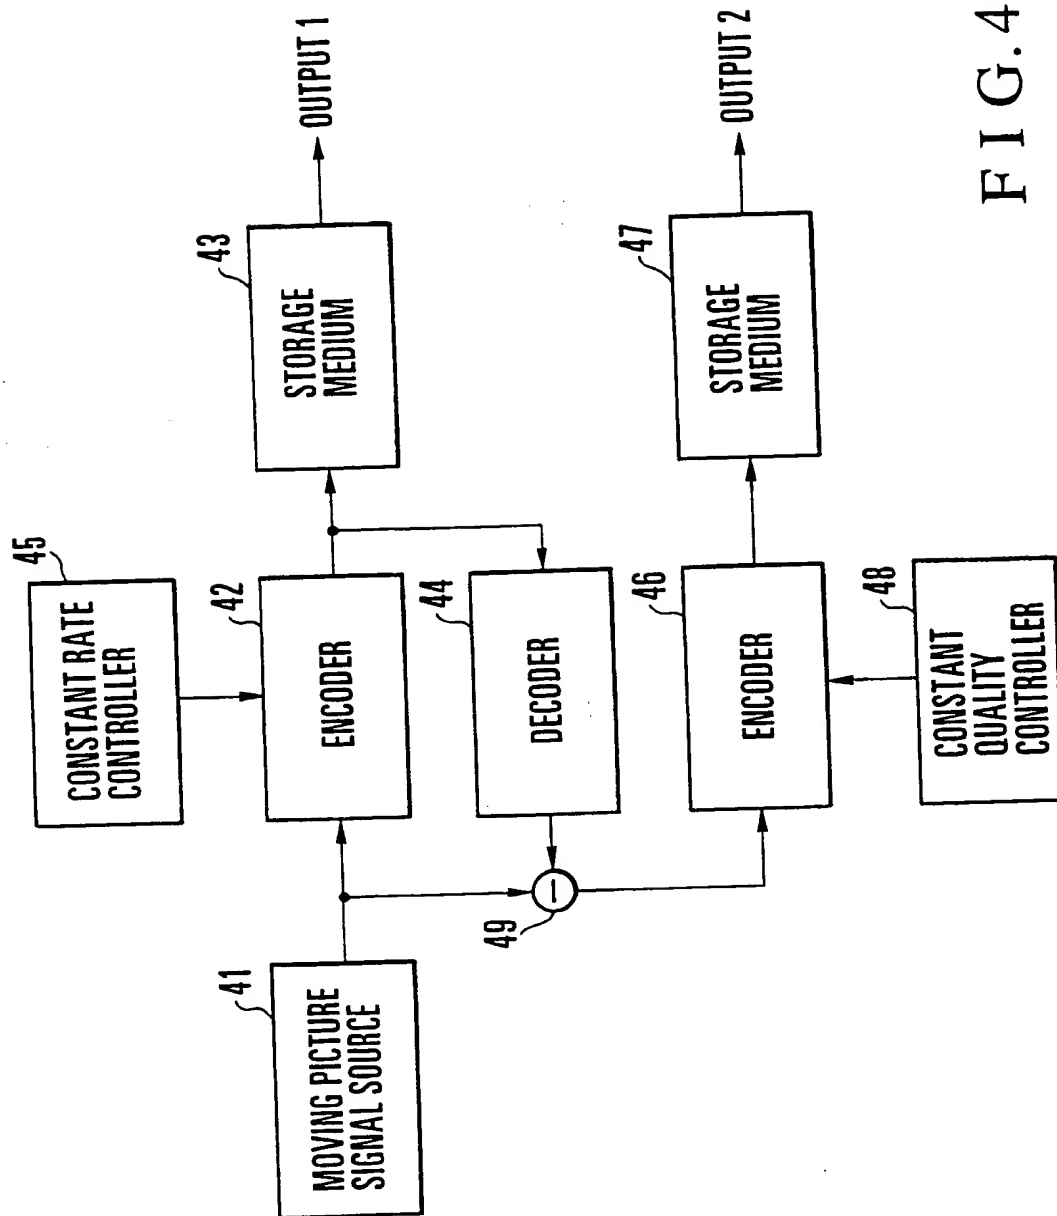 45
CONSTANT RATE
CONTROLLER
41
MOVING PICTURE
SIGNAL SOURCE
42
ENCODER
43
STORAGE
MEDIUM
OUTPUT 1
44
DECODER
49
−
46
ENCODER
47
STORAGE
MEDIUM
OUTPUT 2
48
CONSTANT
QUALITY
CONTROLLER
FIG. 4